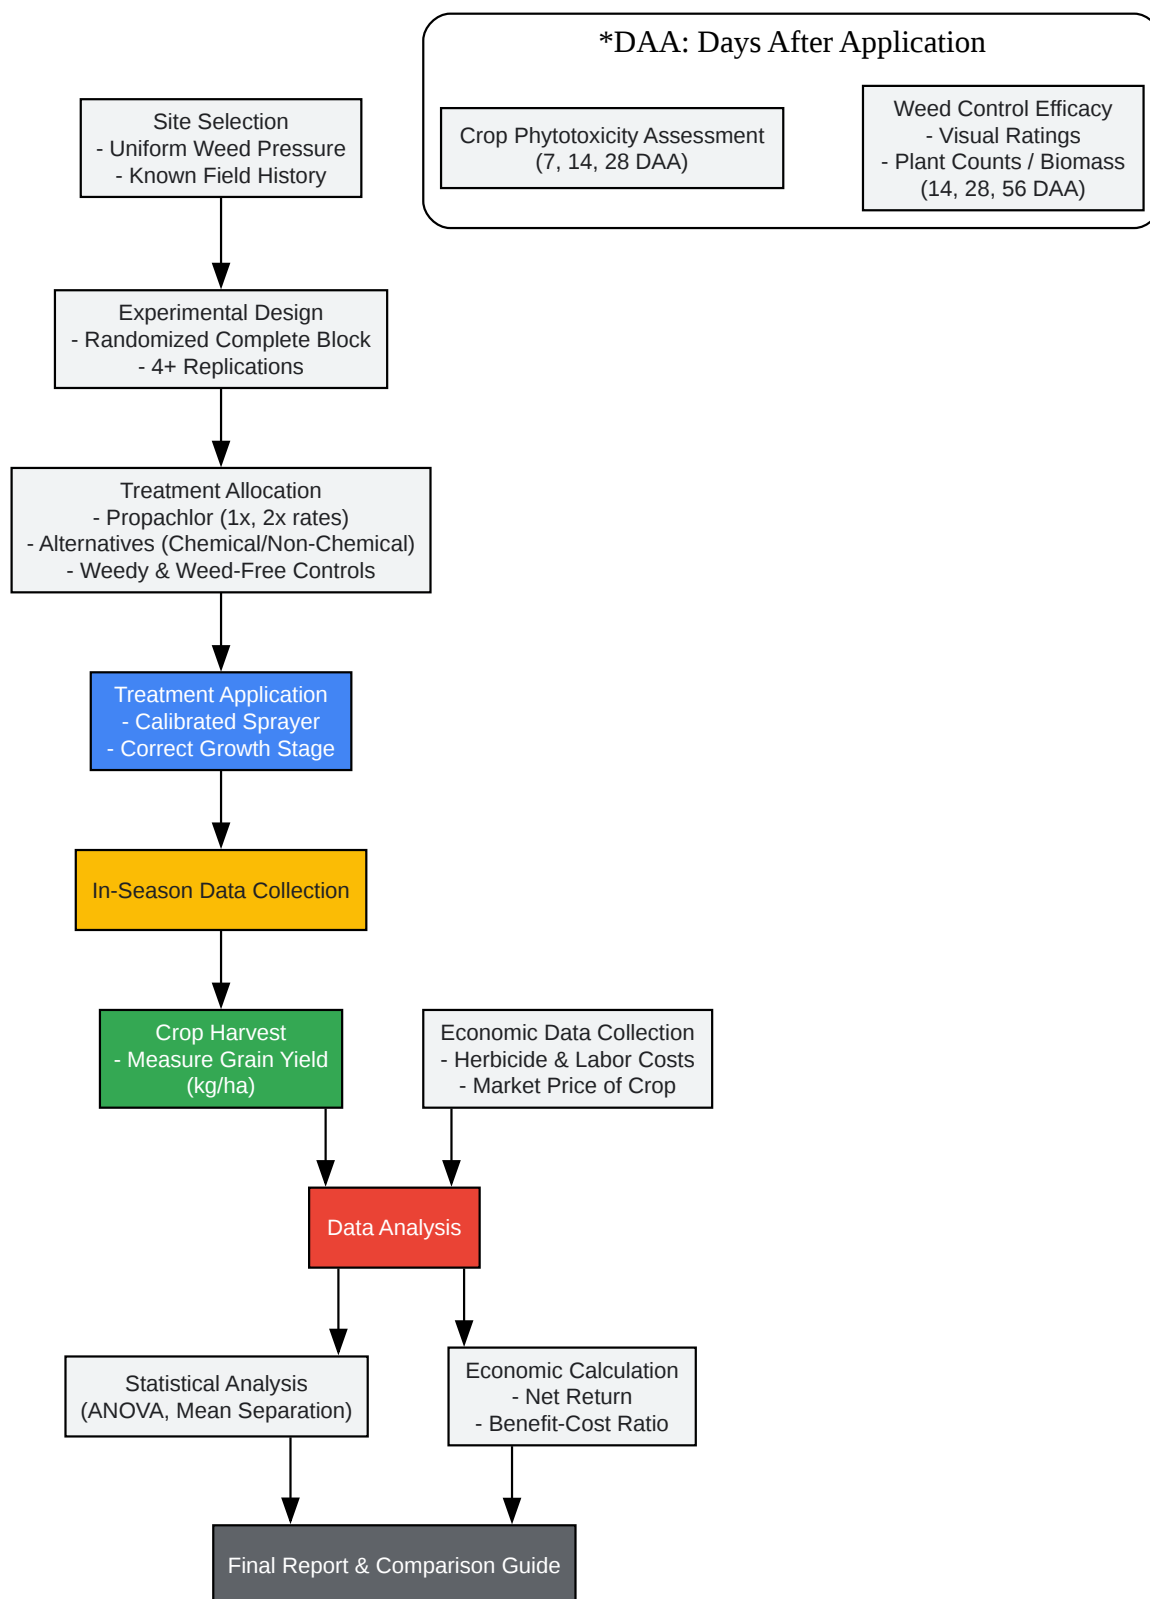 *DAA: Days After Application
Crop Phytotoxicity Assessment
(7, 14, 28 DAA)
Weed Control Efficacy
- Visual Ratings
- Plant Counts / Biomass
(14, 28, 56 DAA)
Site Selection
- Uniform Weed Pressure
- Known Field History
Experimental Design
- Randomized Complete Block
- 4+ Replications
Treatment Allocation
- Propachlor (1x, 2x rates)
- Alternatives (Chemical/Non-Chemical)
- Weedy & Weed-Free Controls
Treatment Application
- Calibrated Sprayer
- Correct Growth Stage
In-Season Data Collection
Crop Harvest
- Measure Grain Yield
(kg/ha)
Economic Data Collection
- Herbicide & Labor Costs
- Market Price of Crop
Data Analysis
Statistical Analysis
(ANOVA, Mean Separation)
Economic Calculation
- Net Return
- Benefit-Cost Ratio
Final Report & Comparison Guide